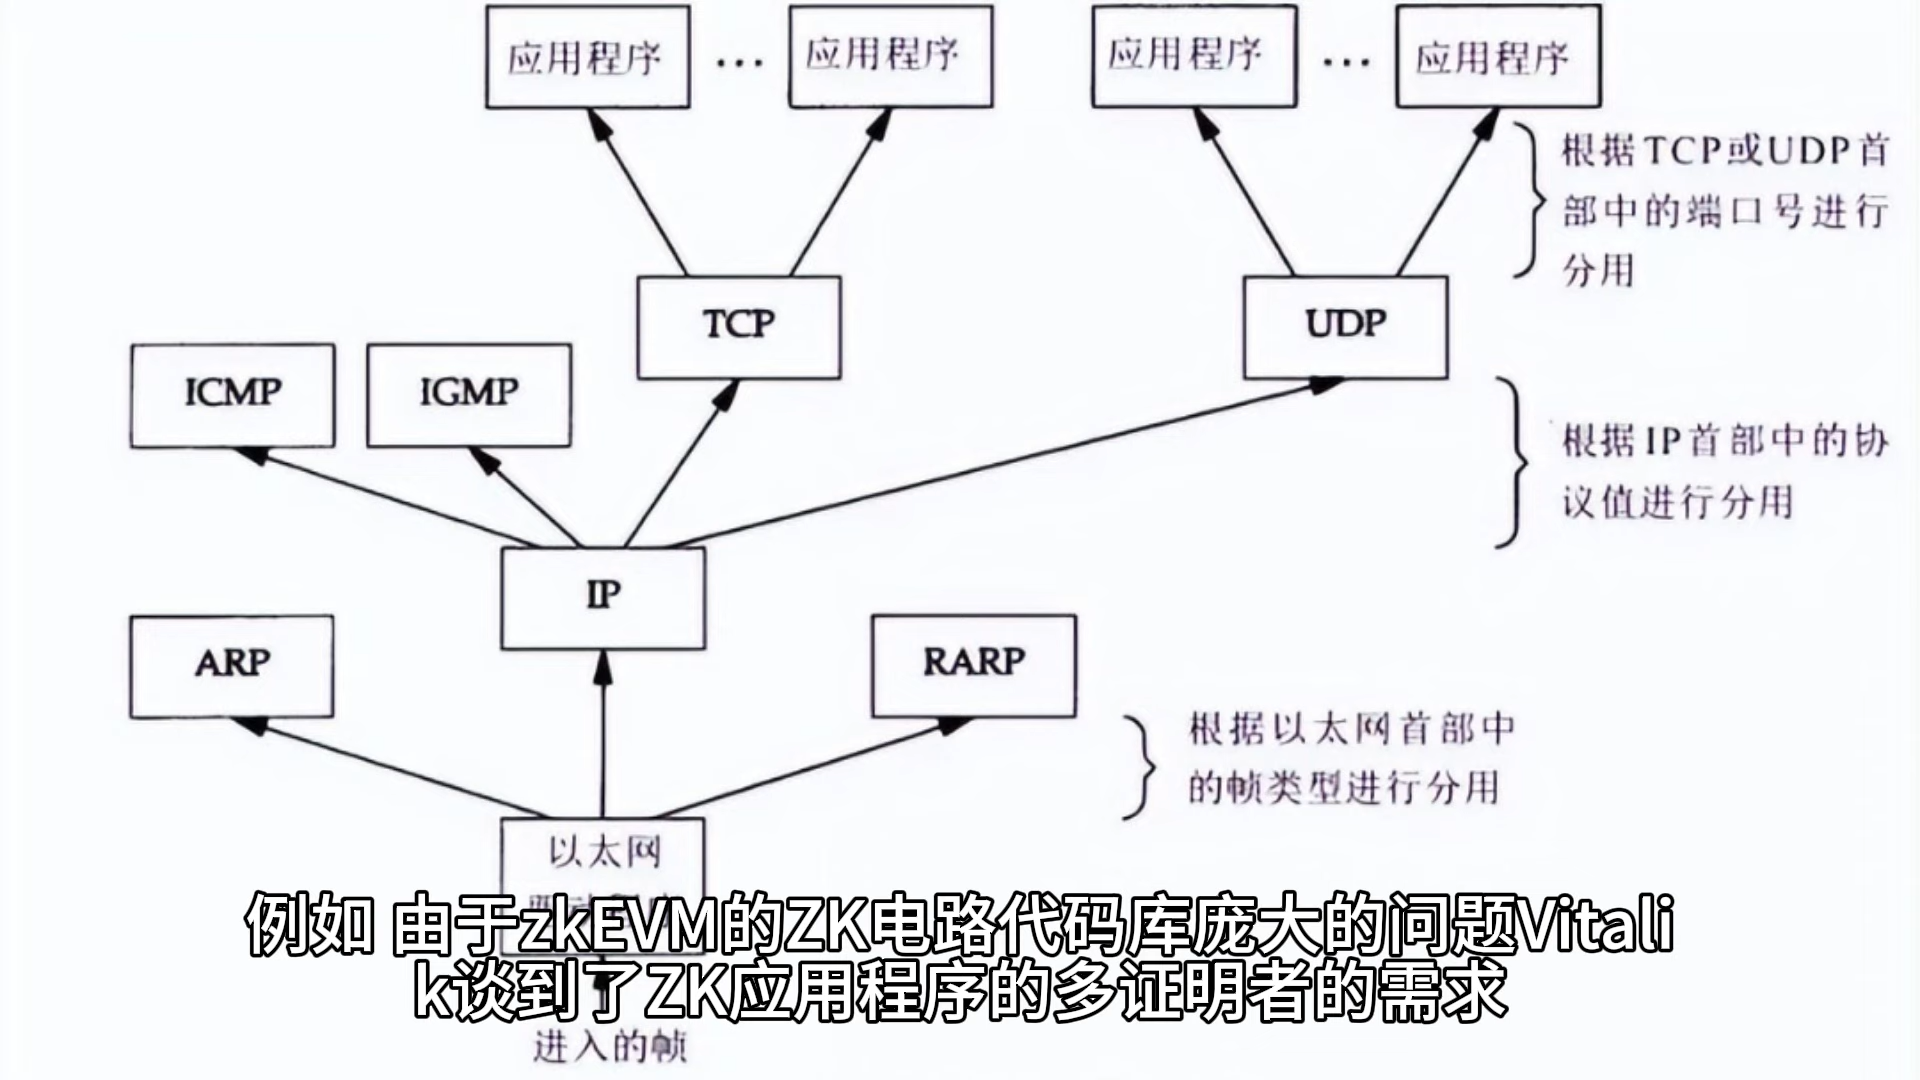 应用程序 … 应用程序 应用程序 … 应用程序
根据TCP或UDP首
部中的端口号进行
分用
TCP
UDP
ICMP
IGMP
根据IP首部中的协
议值进行分用
IP
ARP
RARP
根据以太网首部中
的帧类型进行分用
以太网
例如 由于zkEVM的ZK电路代码库庞大的问题Vitali
k谈到了ZK应用程序的多证明者的需求
进入的帧